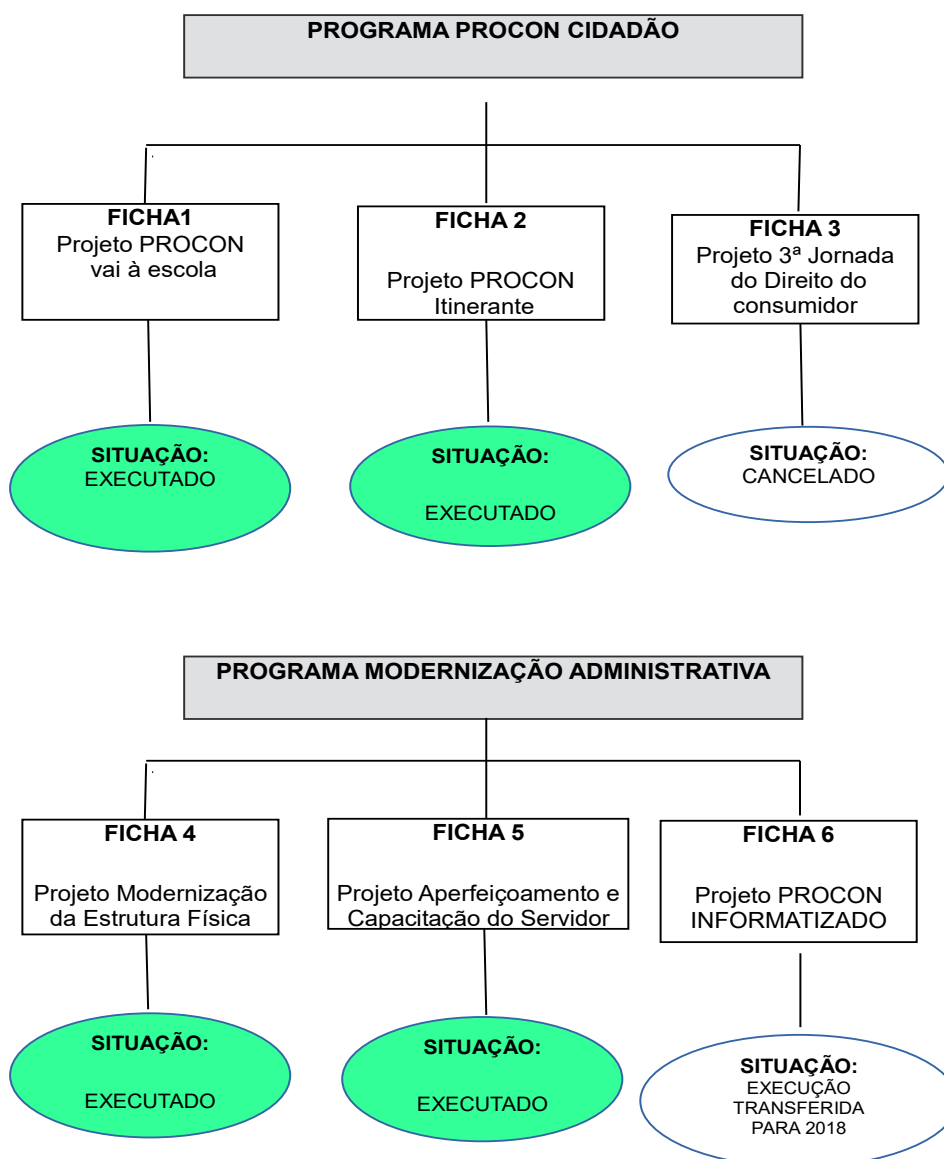 PROGRAMA PROCON CIDADÃO
FICHA1
Projeto PROCON
vai à escola
FICHA 2
Projeto PROCON
Itinerante
FICHA 3
Projeto 3ª Jornada
do Direito do
consumidor
SITUAÇÃO:
EXECUTADO
SITUAÇÃO:
EXECUTADO
SITUAÇÃO:
CANCELADO
PROGRAMA MODERNIZAÇÃO ADMINISTRATIVA
FICHA 4
Projeto Modernização
da Estrutura Física
FICHA 5
Projeto Aperfeiçoamento e
Capacitação do Servidor
FICHA 6
Projeto PROCON
INFORMATIZADO
SITUAÇÃO:
EXECUTADO
SITUAÇÃO:
EXECUTADO
SITUAÇÃO:
EXECUÇÃO
TRANSFERIDA
PARA 2018